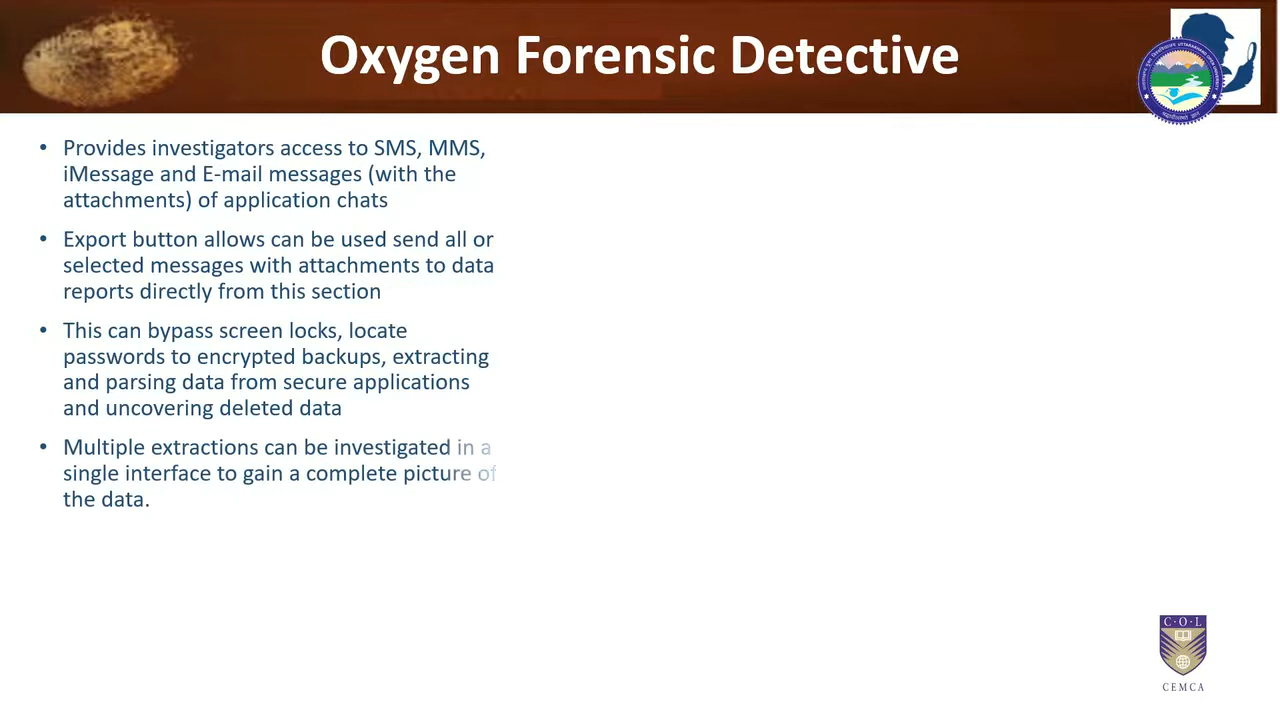 Oxygen Forensic Detective
• Provides investigators access to SMS, MMS,
iMessage and E-mail messages (with the
attachments) of application chats
• Export button allows can be used send all or
selected messages with attachments to data
reports directly from this section
• This can bypass screen locks, locate
passwords to encrypted backups, extracting
and parsing data from secure applications
and uncovering deleted data
• Multiple extractions can be investigated in a
single interface to gain a complete picture of
the data.
C·O·L
CEMCA